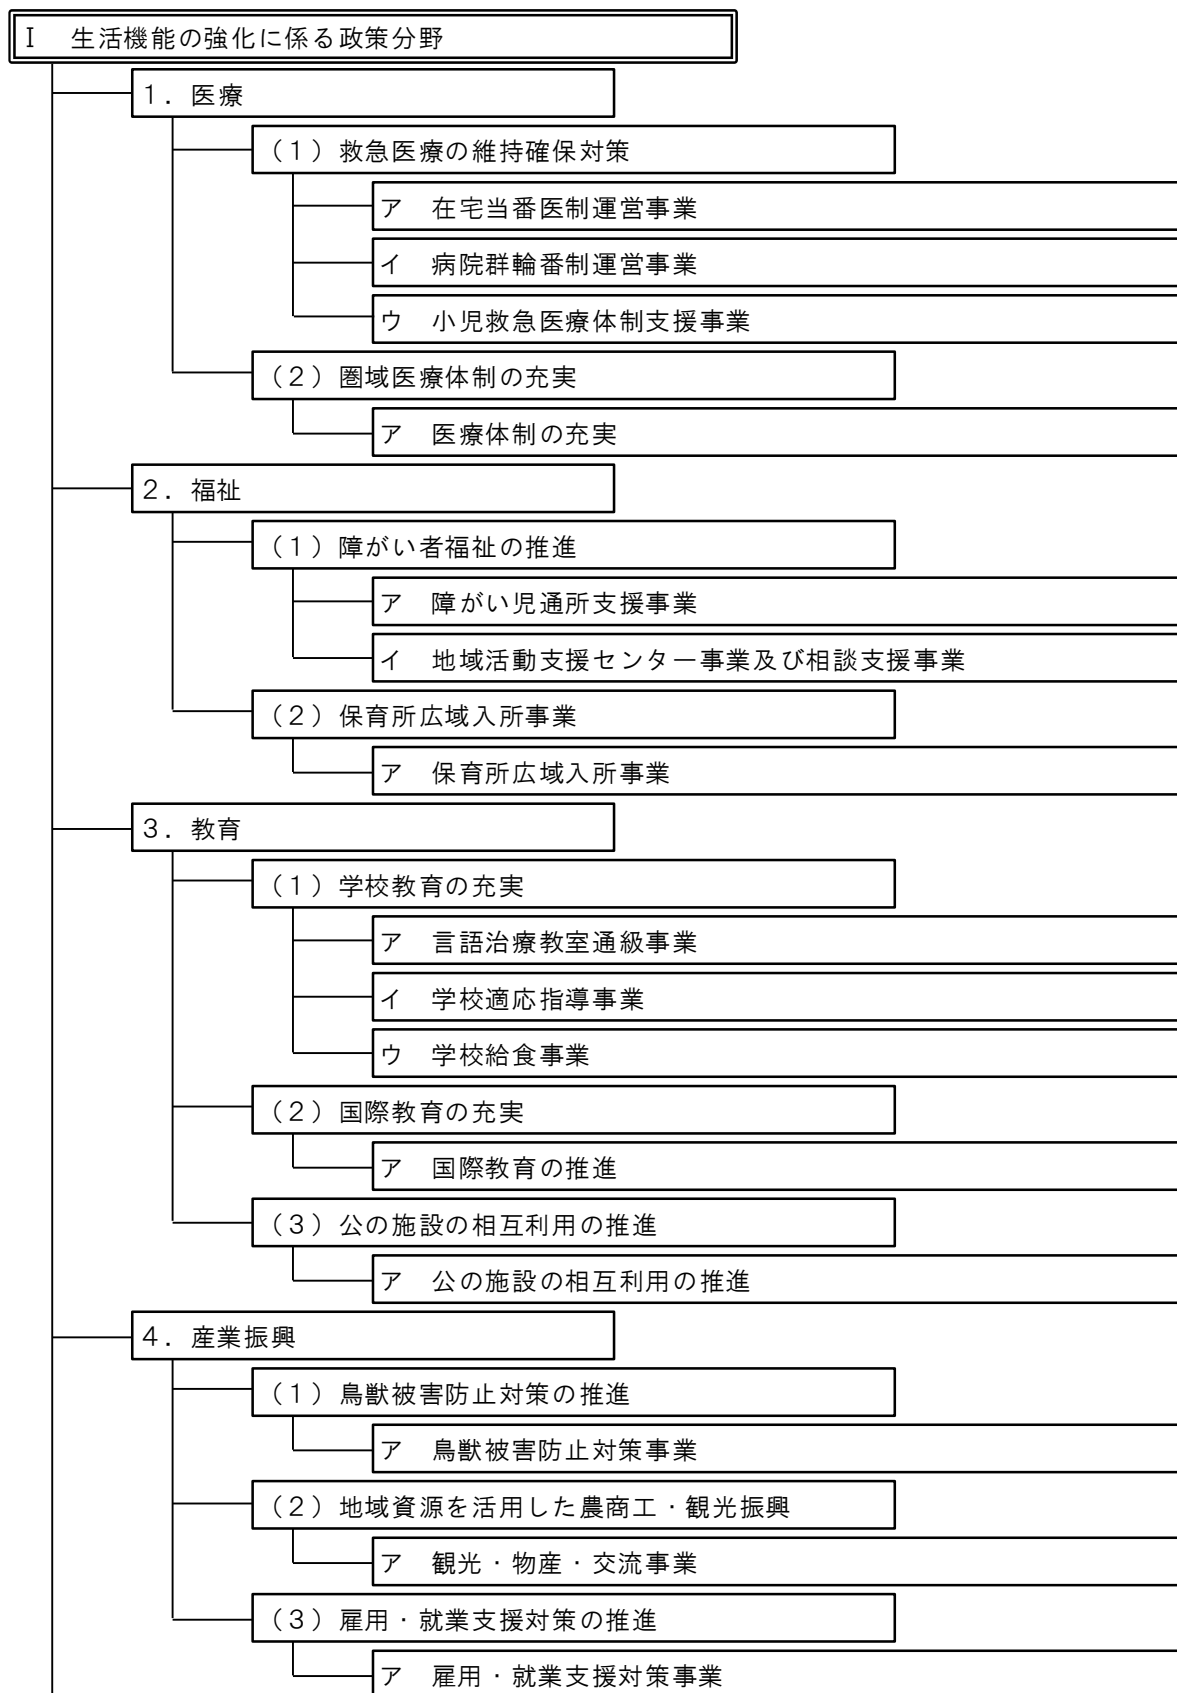 Ⅰ　生活機能の強化に係る政策分野
１．医療
（１）救急医療の維持確保対策
ア　在宅当番医制運営事業
イ　病院群輪番制運営事業
ウ　小児救急医療体制支援事業
（２）圏域医療体制の充実
ア　医療体制の充実
２．福祉
（１）障がい者福祉の推進
ア　障がい児通所支援事業
イ　地域活動支援センター事業及び相談支援事業
（２）保育所広域入所事業
ア　保育所広域入所事業
３．教育
（１）学校教育の充実
ア　言語治療教室通級事業
イ　学校適応指導事業
ウ　学校給食事業
（２）国際教育の充実
ア　国際教育の推進
（３）公の施設の相互利用の推進
ア　公の施設の相互利用の推進
４．産業振興
（１）鳥獣被害防止対策の推進
ア　鳥獣被害防止対策事業
（２）地域資源を活用した農商工・観光振興
ア　観光・物産・交流事業
（３）雇用・就業支援対策の推進
ア　雇用・就業支援対策事業